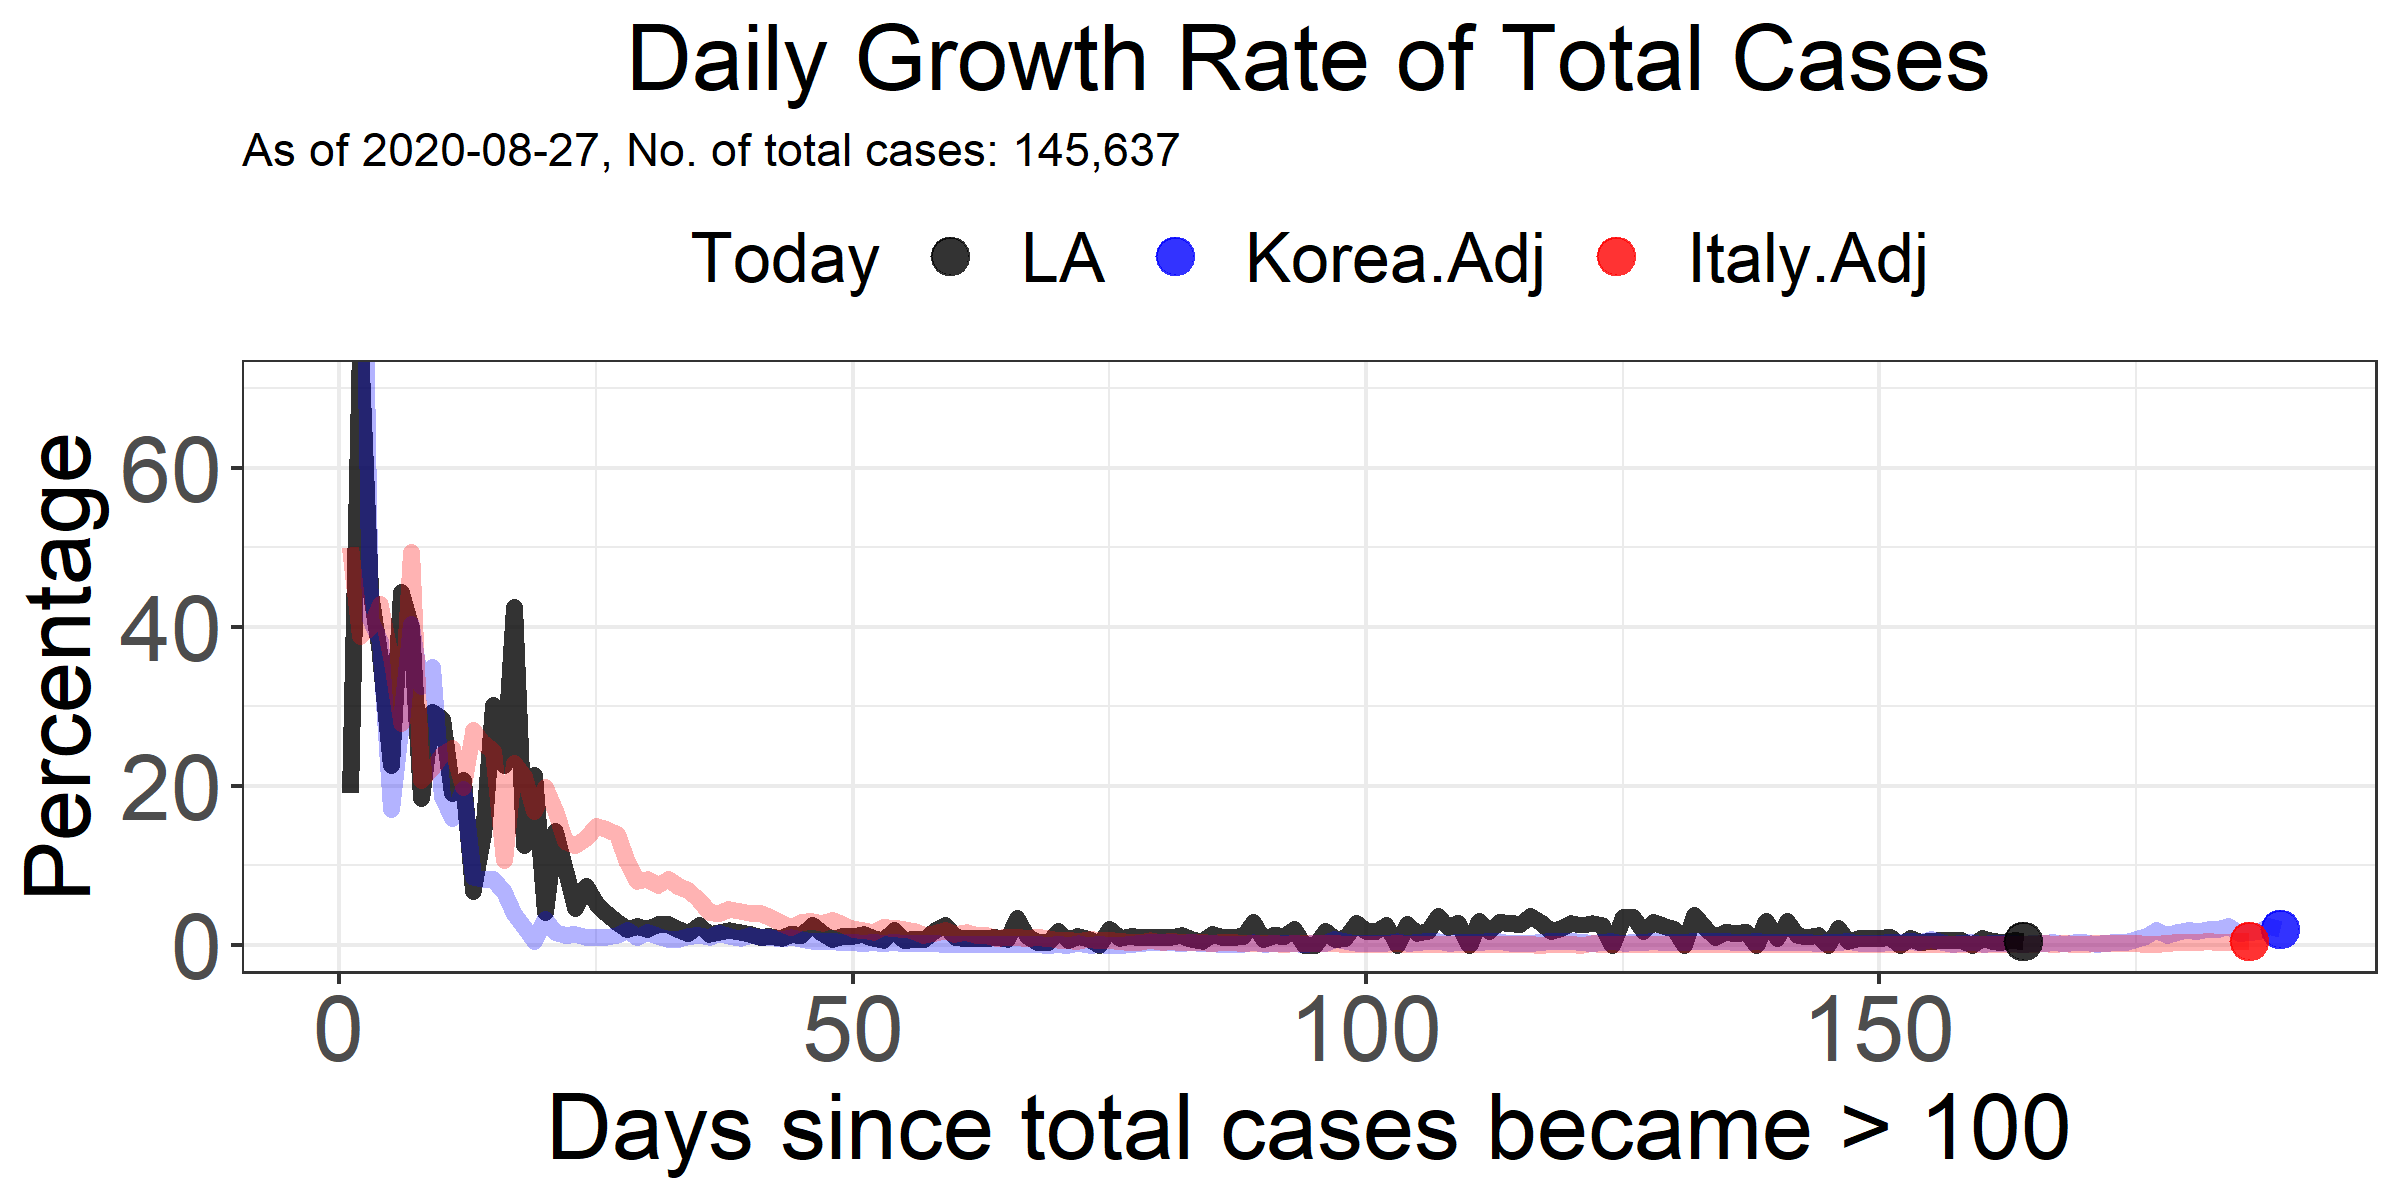 Daily Growth Rate of Total Cases
As of 2020-08-27, No. of total cases: 145,637
Today LA Korea.Adj Italy.Adj
Percentage
60
40
20
0
0 50 100 150
Days since total cases became > 100